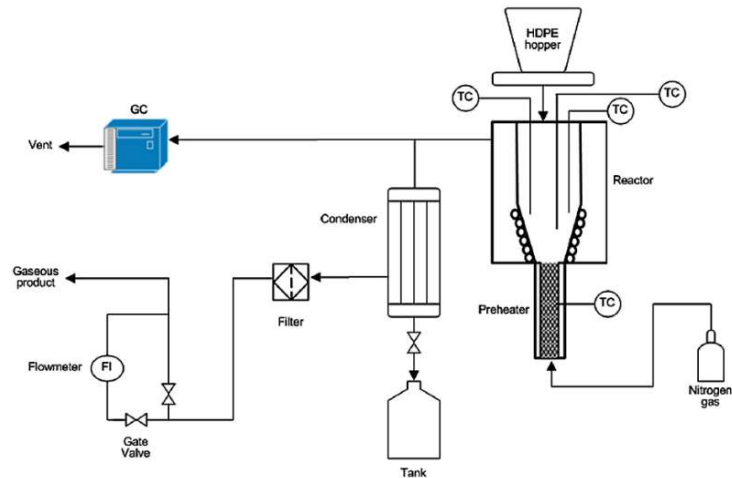 HDPE
hopper
TC
TC
TC
GC
Vent
Reactor
Condenser
Gaseous
product
Preheater
TC
Filter
Flowmeter
FI
Nitrogen
gas
Gate
Valve
Tank